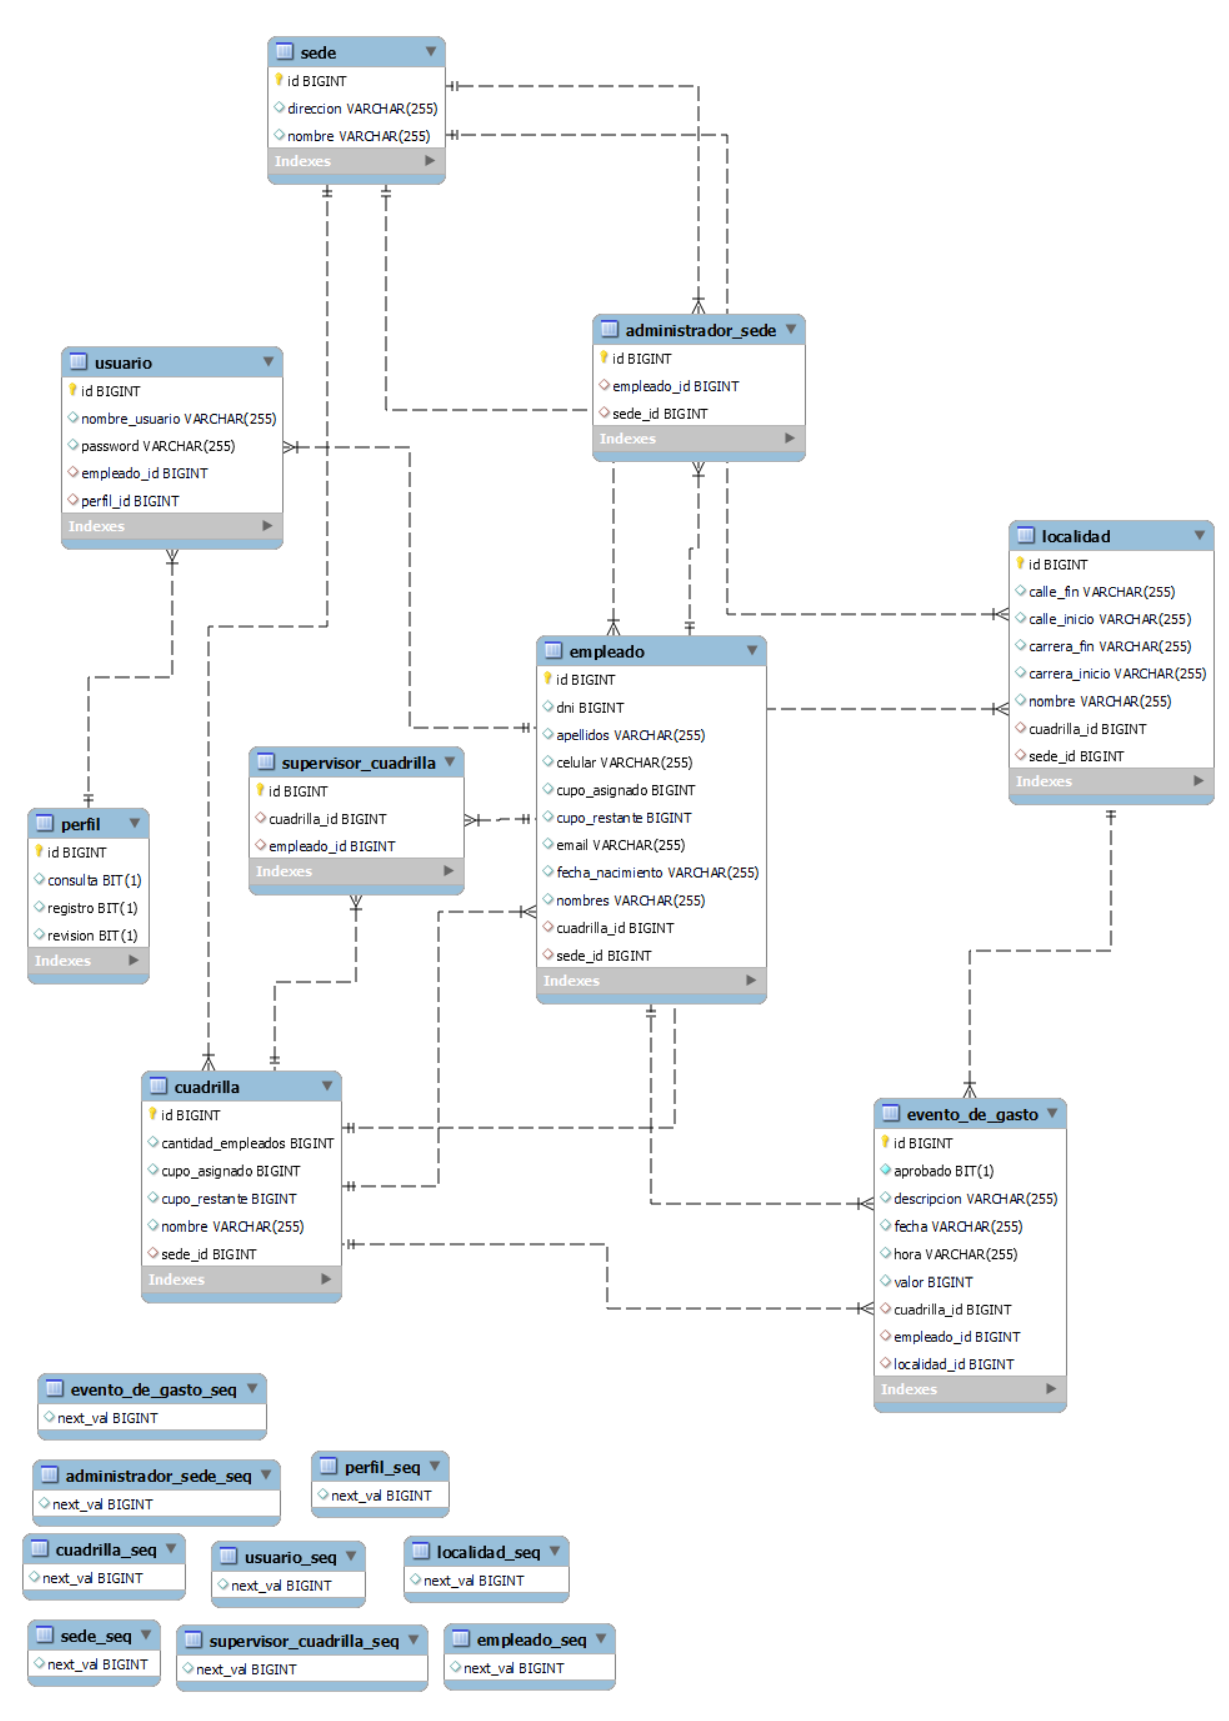 sede
id BIGINT
direccion VARCHAR(255)
nombre VARCHAR(255)
Indexes
administrador_sede
id BIGINT
empleado_id BIGINT
sede_id BIGINT
Indexes
usuario
id BIGINT
nombre_usuario VARCHAR(255)
password VARCHAR(255)
empleado_id BIGINT
perfil_id BIGINT
Indexes
localidad
id BIGINT
calle_fin VARCHAR(255)
calle_inicio VARCHAR(255)
carrera_fin VARCHAR(255)
carrera_inicio VARCHAR(255)
nombre VARCHAR(255)
cuadrilla_id BIGINT
sede_id BIGINT
Indexes
empleado
id BIGINT
dni BIGINT
apellidos VARCHAR(255)
celular VARCHAR(255)
cupo_asignado BIGINT
cupo_restante BIGINT
email VARCHAR(255)
fecha_nacimiento VARCHAR(255)
nombres VARCHAR(255)
cuadrilla_id BIGINT
sede_id BIGINT
Indexes
supervisor_cuadrilla
id BIGINT
cuadrilla_id BIGINT
empleado_id BIGINT
Indexes
perfil
id BIGINT
consulta BIT(1)
registro BIT(1)
revision BIT(1)
Indexes
cuadrilla
id BIGINT
cantidad_empleados BIGINT
cupo_asignado BIGINT
cupo_restante BIGINT
nombre VARCHAR(255)
sede_id BIGINT
Indexes
evento_de_gasto
id BIGINT
aprobado BIT(1)
descripcion VARCHAR(255)
fecha VARCHAR(255)
hora VARCHAR(255)
valor BIGINT
cuadrilla_id BIGINT
empleado_id BIGINT
localidad_id BIGINT
Indexes
evento_de_gasto_seq
next_val BIGINT
administrador_sede_seq
next_val BIGINT
perfil_seq
next_val BIGINT
cuadrilla_seq
next_val BIGINT
usuario_seq
next_val BIGINT
localidad_seq
next_val BIGINT
sede_seq
next_val BIGINT
supervisor_cuadrilla_seq
next_val BIGINT
empleado_seq
next_val BIGINT